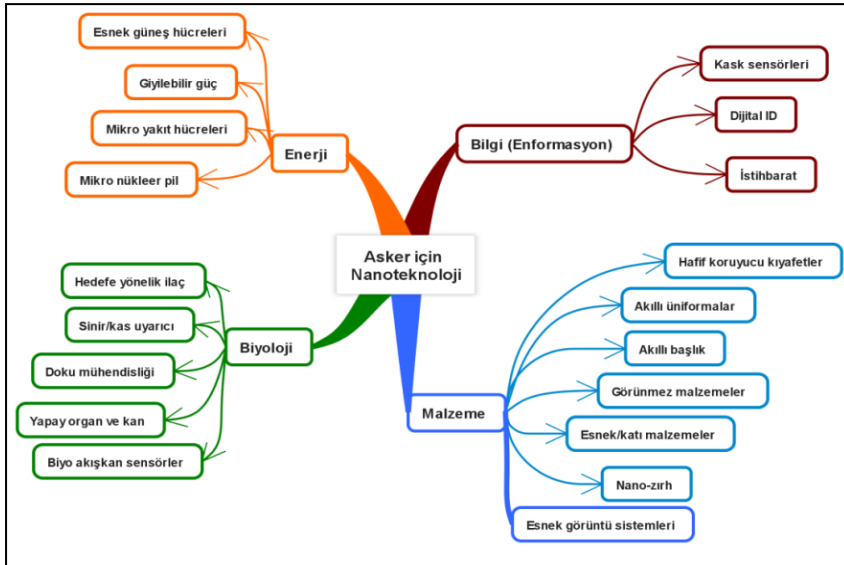 Asker için
Nanoteknoloji
Enerji
Esnek güneş hücreleri
Giyilebilir güç
Mikro yakıt hücreleri
Mikro nükleer pil
Bilgi (Enformasyon)
Kask sensörleri
Dijital ID
İstihbarat
Biyoloji
Hedefe yönelik ilaç
Sinir/kas uyarıcı
Doku mühendisliği
Yapay organ ve kan
Biyo akışkan sensörler
Malzeme
Hafif koruyucu kıyafetler
Akıllı üniformalar
Akıllı başlık
Görünmez malzemeler
Esnek/katı malzemeler
Nano-zırh
Esnek görüntü sistemleri